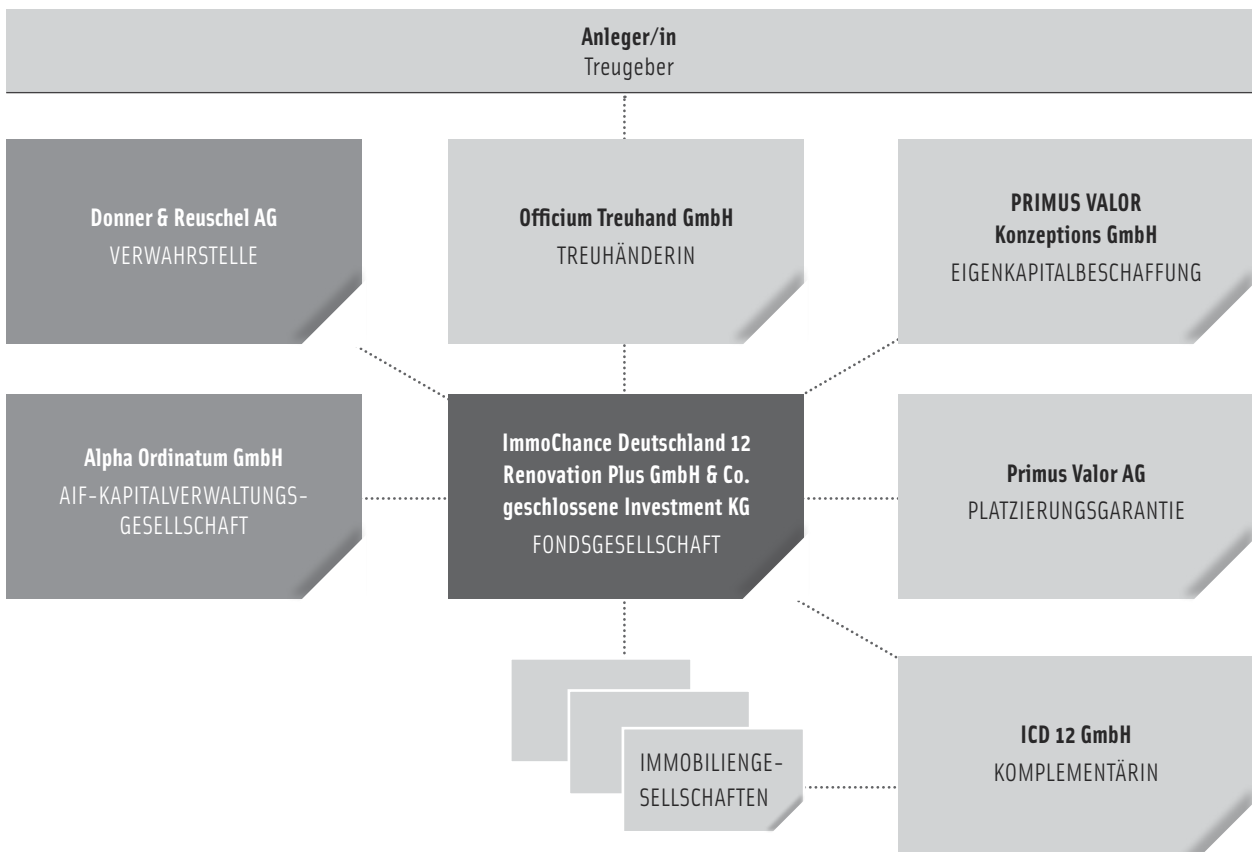 Anleger/in
Treugeber
Donner & Reuschel AG
VERWAHRSTELLE
Officium Treuhand GmbH
TREUHÄNDERIN
PRIMUS VALOR
Konzeptions GmbH
EIGENKAPITALBESCHAFFUNG
Alpha Ordinatum GmbH
AIF-KAPITALVERWALTUNGS-
GESELLSCHAFT
ImmoChance Deutschland 12
Renovation Plus GmbH & Co.
geschlossene Investment KG
FONDSGESELLSCHAFT
Primus Valor AG
PLATZIERUNGSGARANTIE
IMMOBILIENGE-
SELLSCHAFTEN
ICD 12 GmbH
KOMPLEMENTÄRIN